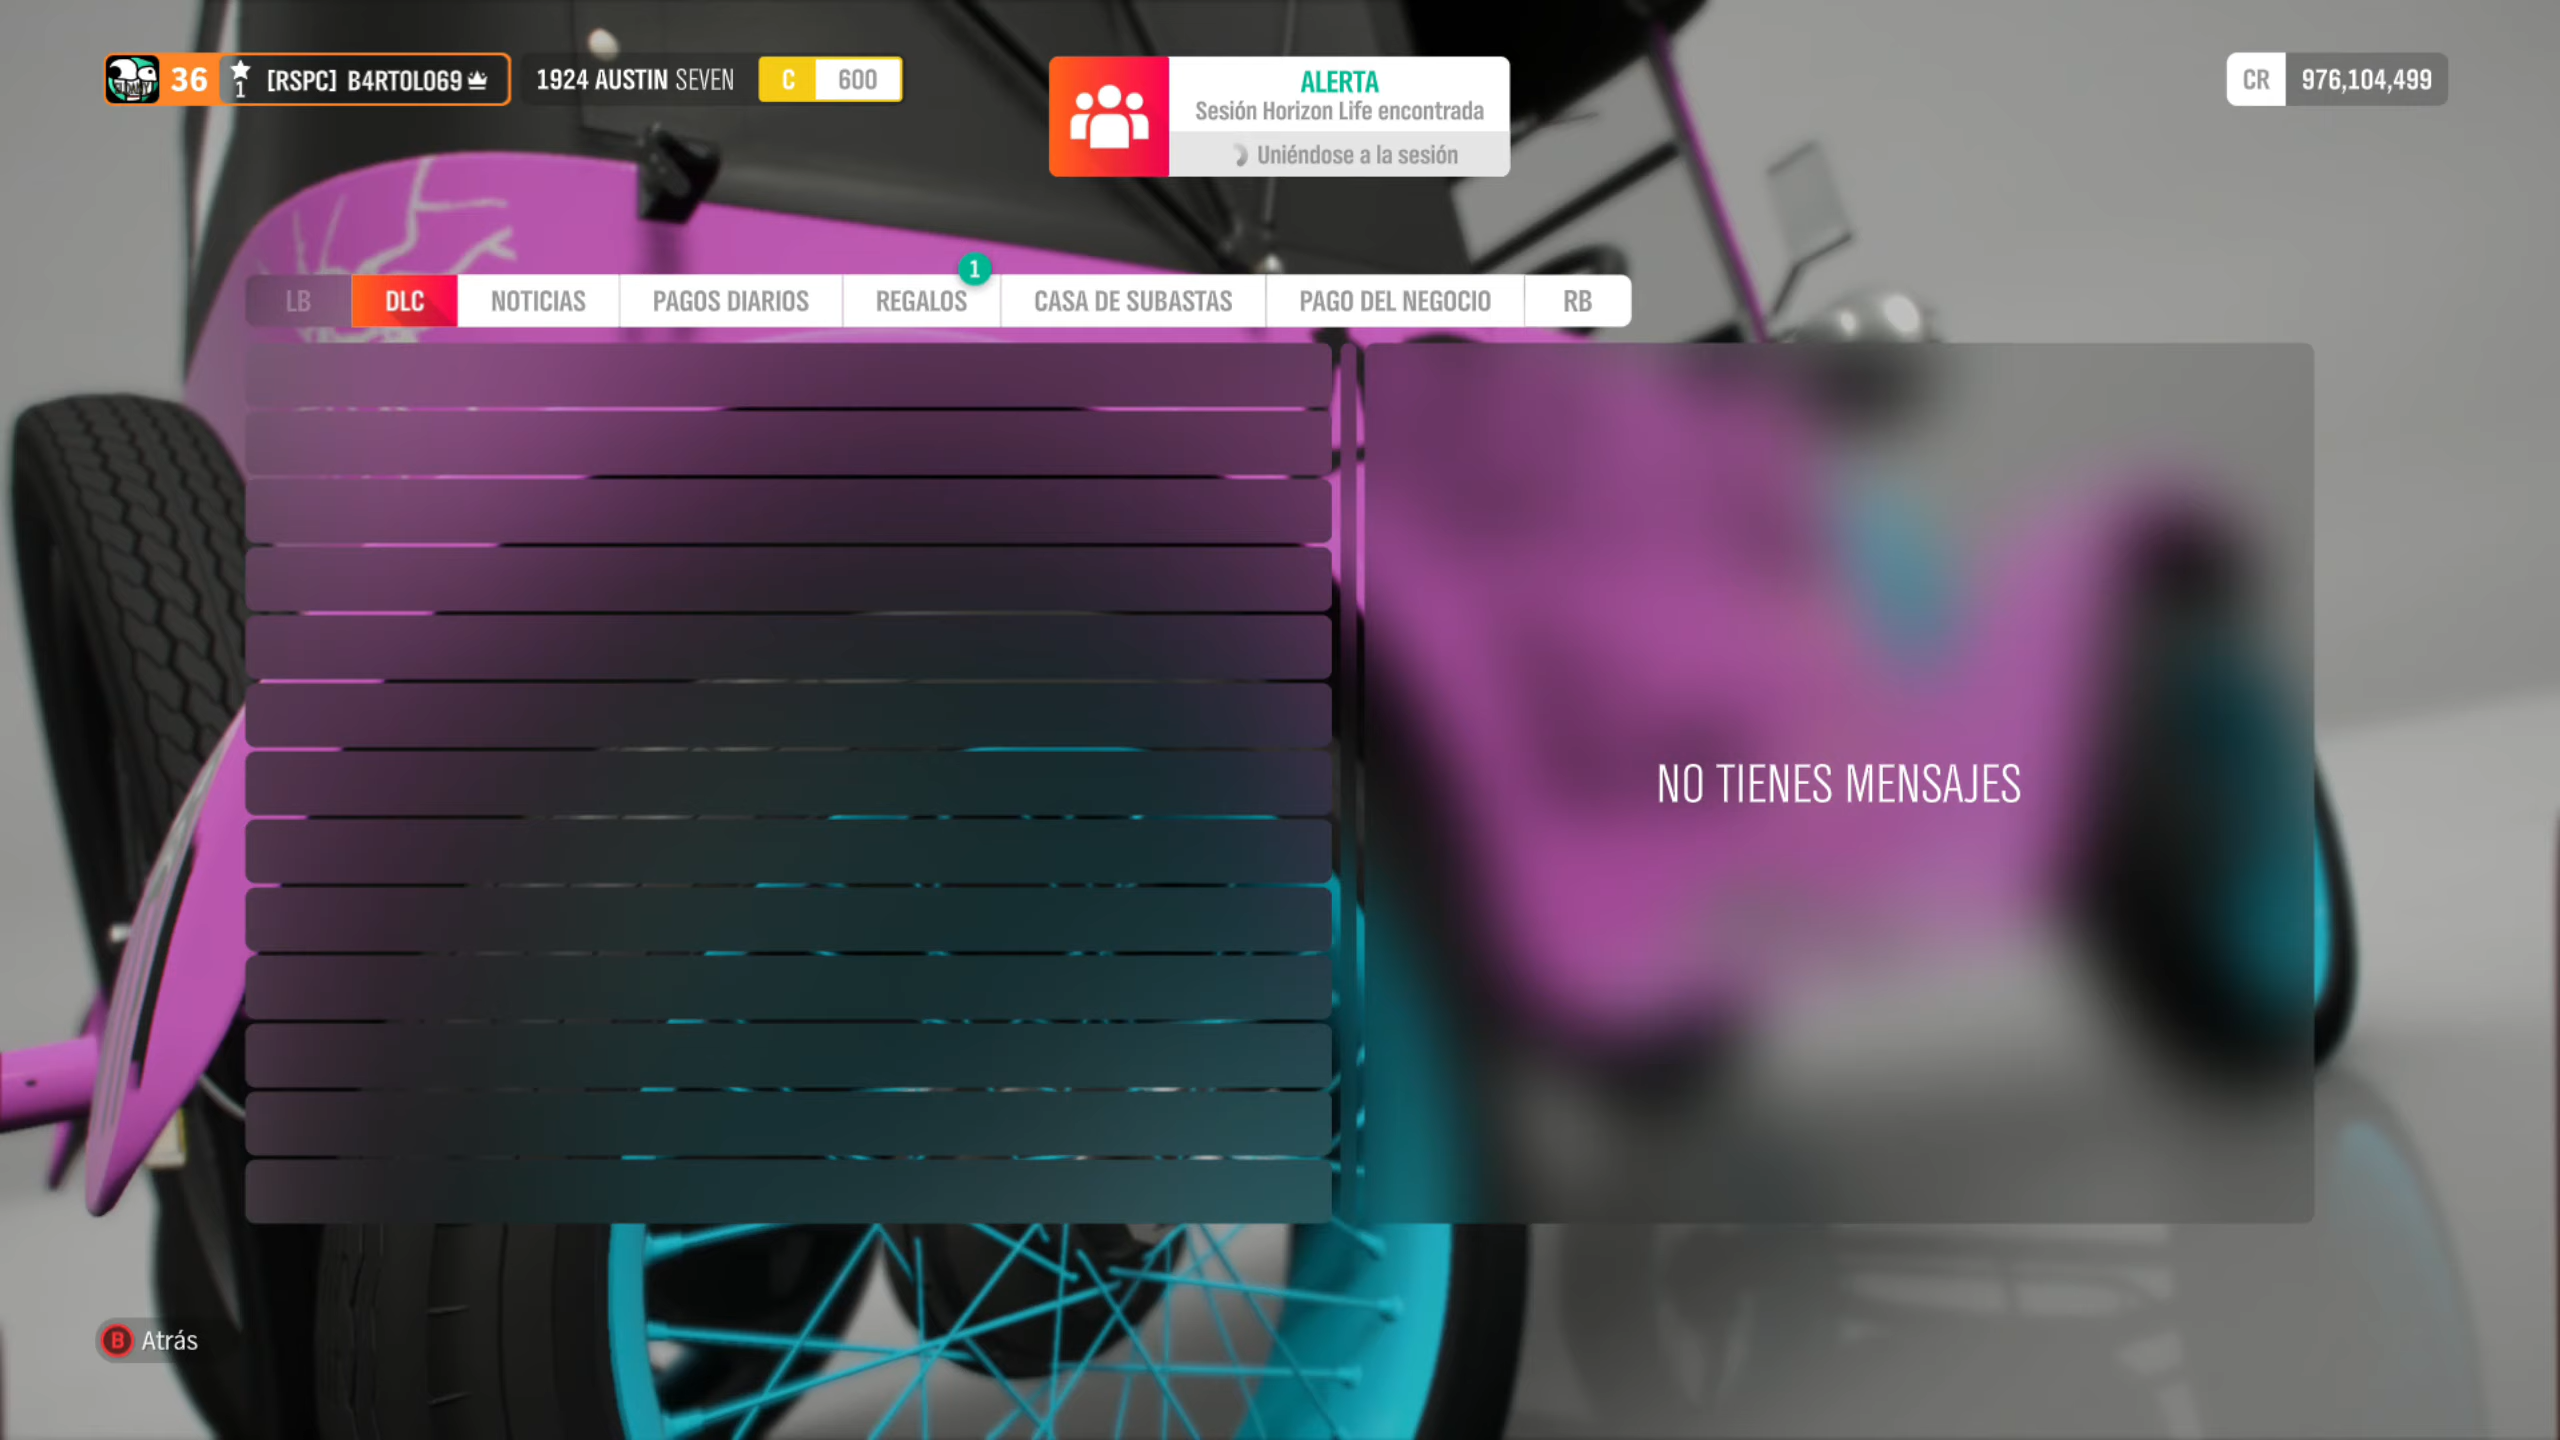 36
1
[RSPC] B4RTOLO69
1924 AUSTIN SEVEN
C 600
ALERTA
Sesión Horizon Life encontrada
Uniéndose a la sesión
CR 976,104,499
1
LB DLC NOTICIAS PAGOS DIARIOS REGALOS CASA DE SUBASTAS PAGO DEL NEGOCIO RB
NO TIENES MENSAJES
B Atrás